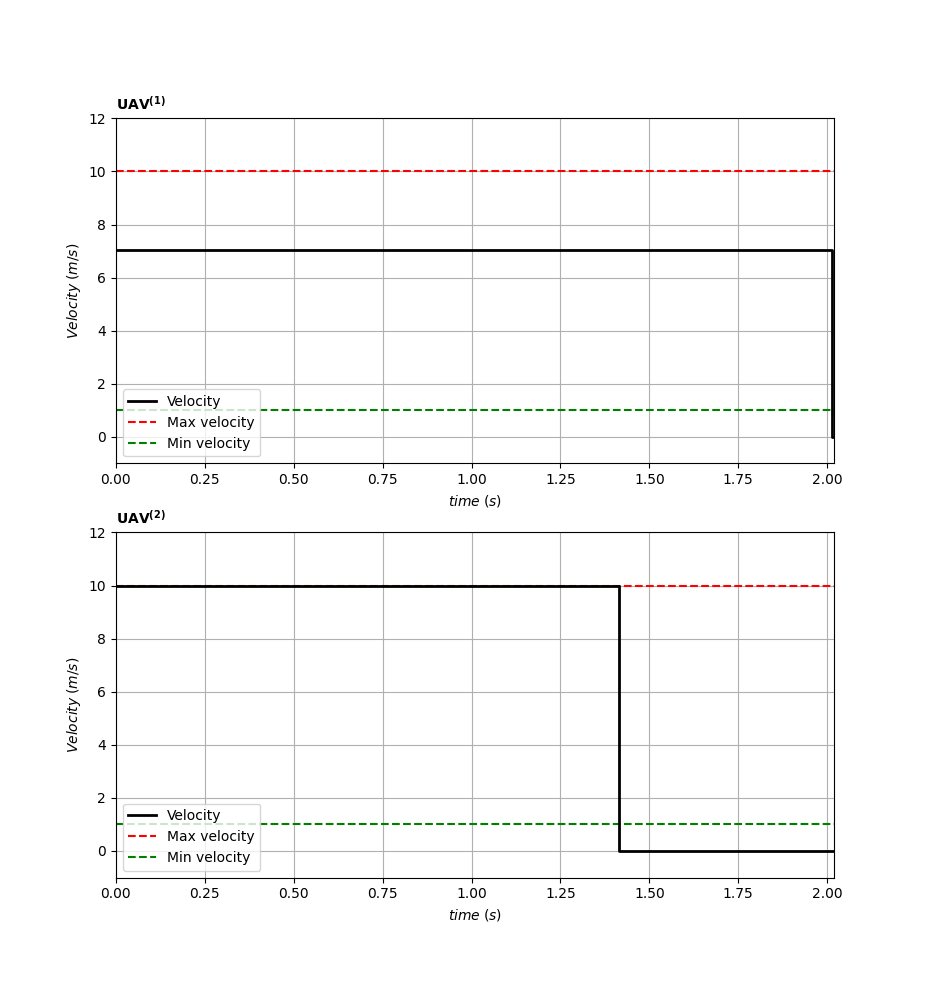 UAV(1)
12
10
8
6
4
2
0
Velocity (m/s)
Velocity
Max velocity
Min velocity
0.00 0.25 0.50 0.75 1.00 1.25 1.50 1.75 2.00
time (s)
UAV(2)
12
10
8
6
4
2
0
Velocity (m/s)
Velocity
Max velocity
Min velocity
0.00 0.25 0.50 0.75 1.00 1.25 1.50 1.75 2.00
time (s)